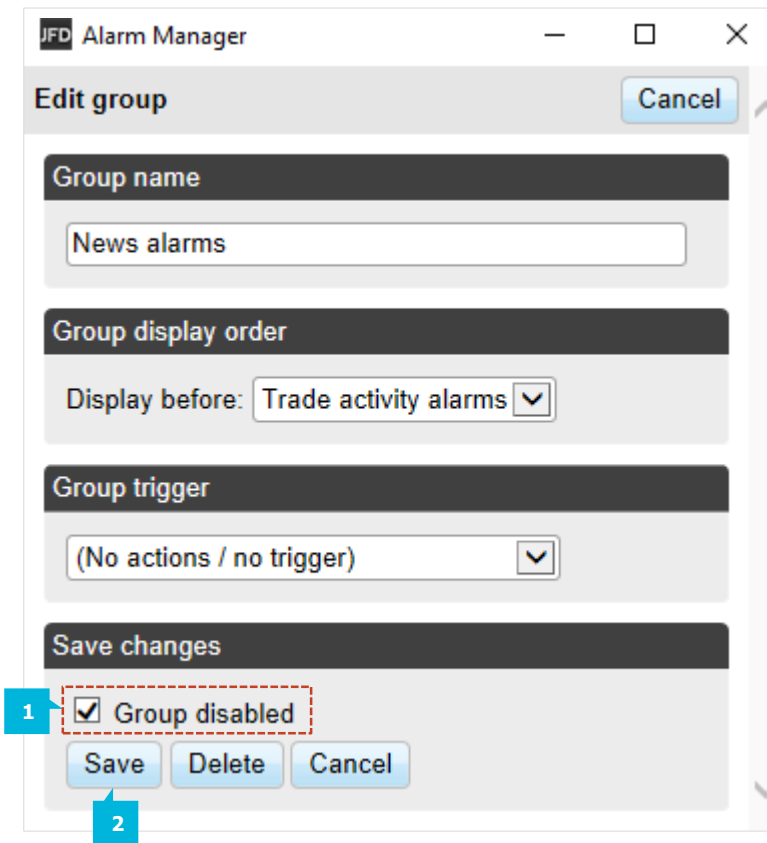 JFD Alarm Manager
Edit group
Cancel
Group name
News alarms
Group display order
Display before: Trade activity alarms
Group trigger
(No actions / no trigger)
Save changes
1 Group disabled
Save Delete Cancel
2